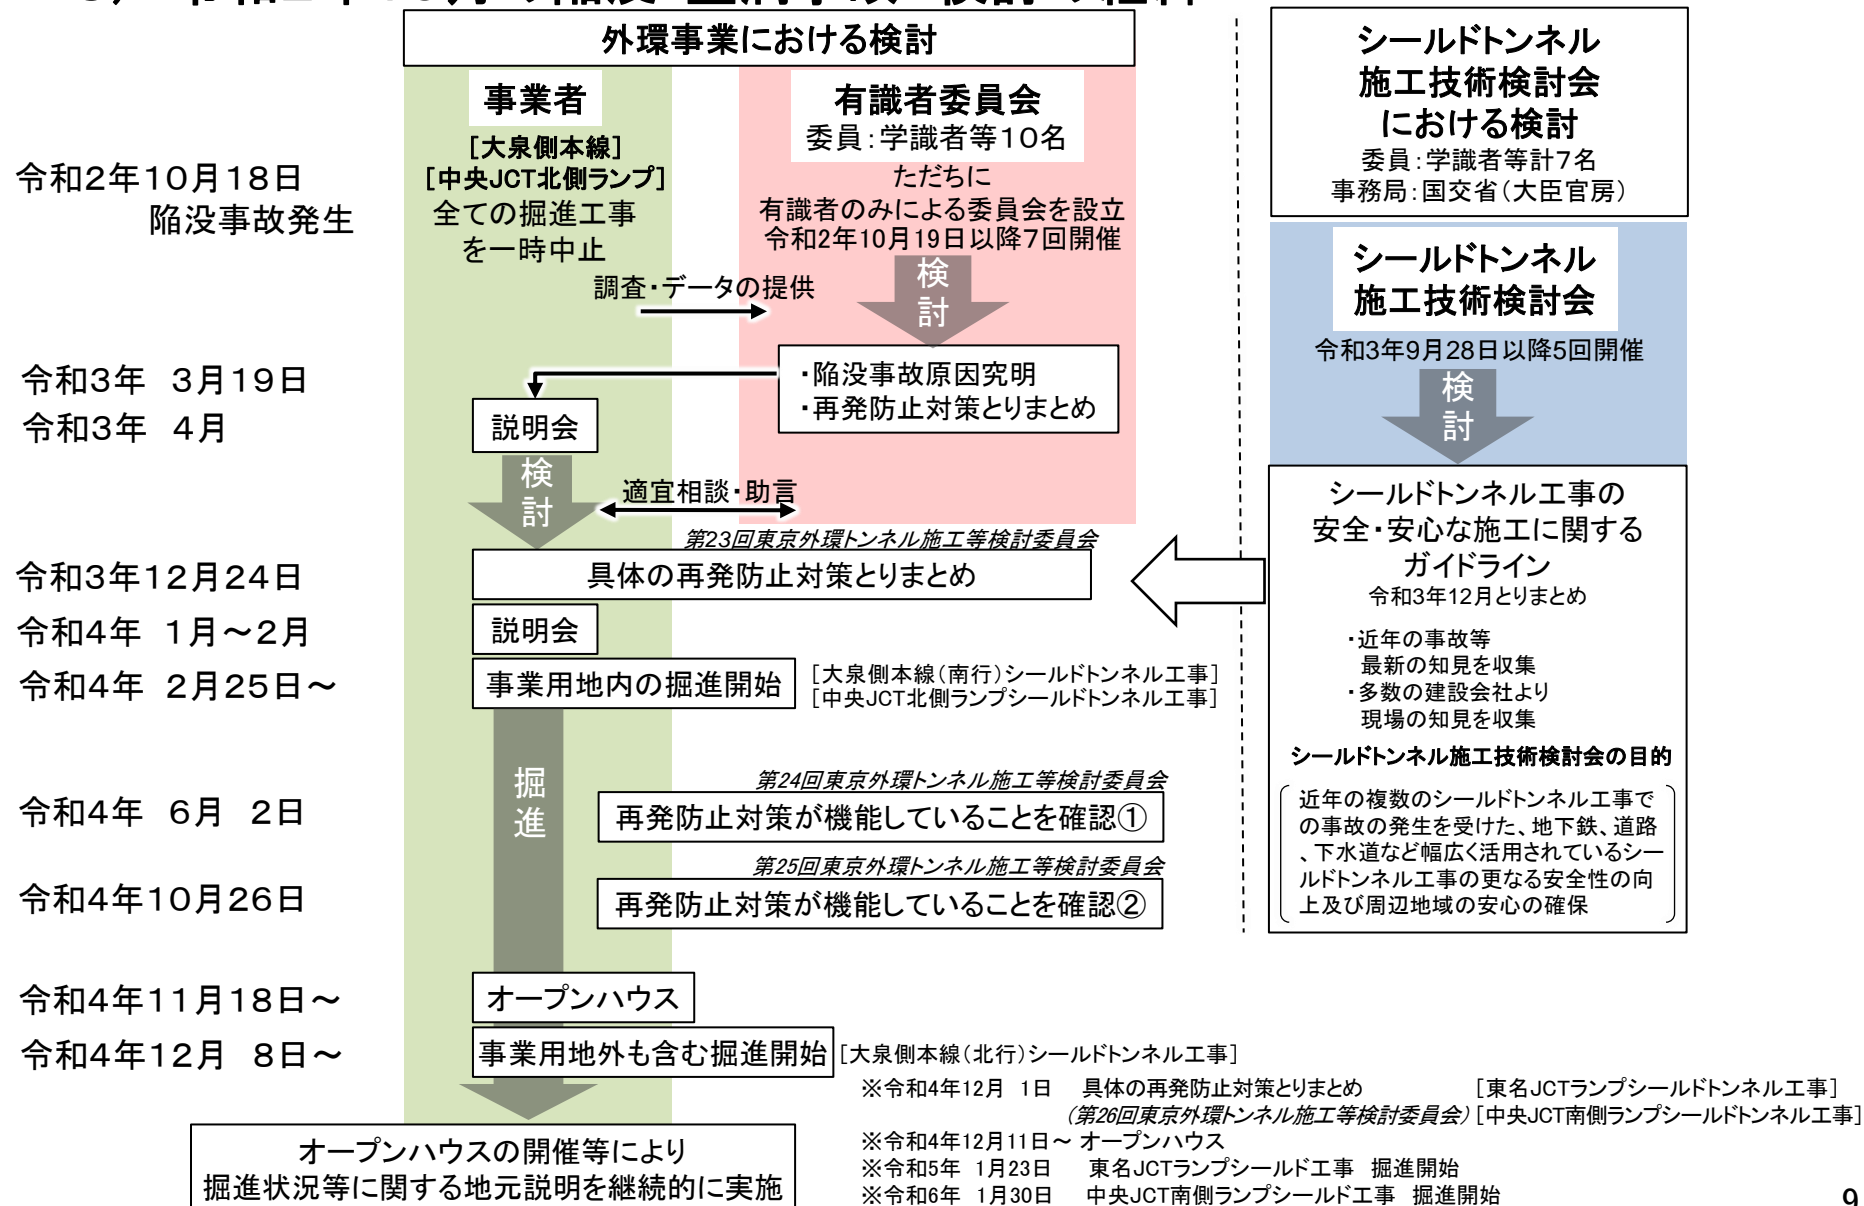 外環事業における検討
事業者
[大泉側本線]
[中央JCT北側ランプ]
全ての掘進工事
を一時中止
有識者委員会
委員:学識者等10名
ただちに
有識者のみによる委員会を設立
令和2年10月19日以降7回開催
検討
調査・データの提供
令和2年10月18日
陥没事故発生
・陥没事故原因究明
・再発防止対策とりまとめ
令和3年 3月19日
令和3年 4月
説明会
検討
適宜相談・助言
第23回東京外環トンネル施工等検討委員会
令和3年12月24日
具体の再発防止対策とりまとめ
令和4年 1月~2月
説明会
令和4年 2月25日~
事業用地内の掘進開始
[大泉側本線(南行)シールドトンネル工事]
[中央JCT北側ランプシールドトンネル工事]
掘進
第24回東京外環トンネル施工等検討委員会
令和4年 6月 2日
再発防止対策が機能していることを確認①
第25回東京外環トンネル施工等検討委員会
令和4年10月26日
再発防止対策が機能していることを確認②
令和4年11月18日~
オープンハウス
令和4年12月 8日~
事業用地外も含む掘進開始
[大泉側本線(北行)シールドトンネル工事]
オープンハウスの開催等により
掘進状況等に関する地元説明を継続的に実施
※令和4年12月 1日 具体の再発防止対策とりまとめ [東名JCTランプシールドトンネル工事]
(第26回東京外環トンネル施工等検討委員会) [中央JCT南側ランプシールドトンネル工事]
※令和4年12月11日~ オープンハウス
※令和5年 1月23日 東名JCTランプシールド工事 掘進開始
※令和6年 1月30日 中央JCT南側ランプシールド工事 掘進開始
シールドトンネル
施工技術検討会
における検討
委員:学識者等計7名
事務局:国交省(大臣官房)
シールドトンネル
施工技術検討会
令和3年9月28日以降5回開催
検討
シールドトンネル工事の
安全・安心な施工に関する
ガイドライン
令和3年12月とりまとめ
・近年の事故等
最新の知見を収集
・多数の建設会社より
現場の知見を収集
シールドトンネル施工技術検討会の目的
近年の複数のシールドトンネル工事で
の事故の発生を受けた、地下鉄、道路
、下水道など幅広く活用されているシー
ルドトンネル工事の更なる安全性の向
上及び周辺地域の安心の確保
9